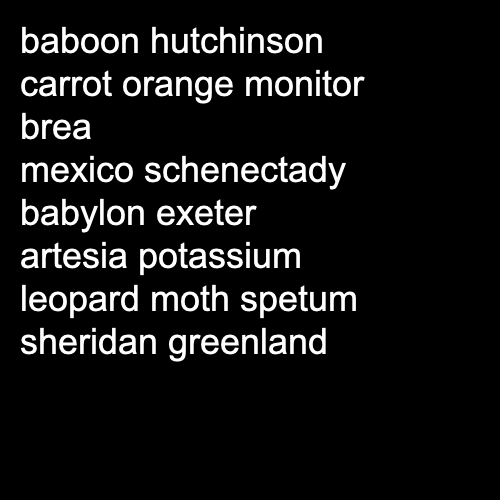 baboon hutchinson
carrot orange monitor
brea
mexico schenectady
babylon exeter
artesia potassium
leopard moth spetum
sheridan greenland